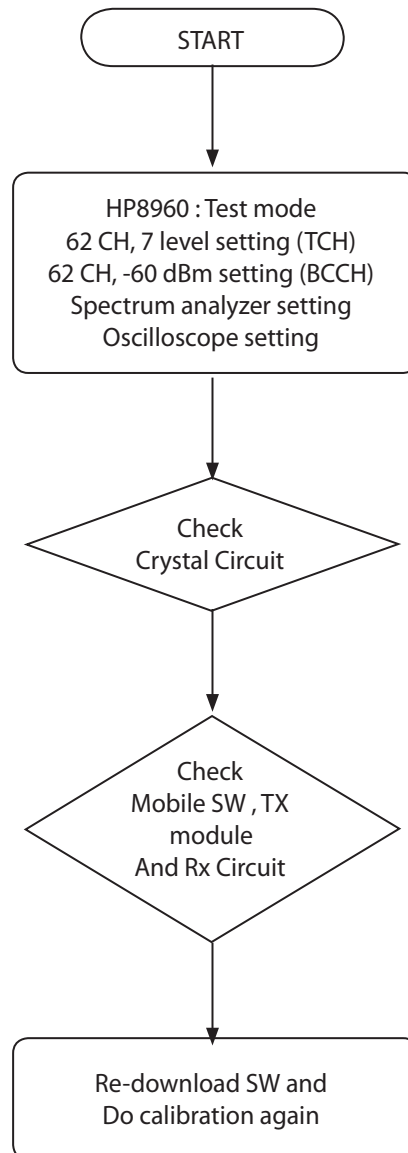 START
HP8960 : Test mode
62 CH, 7 level setting (TCH)
62 CH, -60 dBm setting (BCCH)
Spectrum analyzer setting
Oscilloscope setting
Check
Crystal Circuit
Check
Mobile SW , TX
module
And Rx Circuit
Re-download SW and
Do calibration again